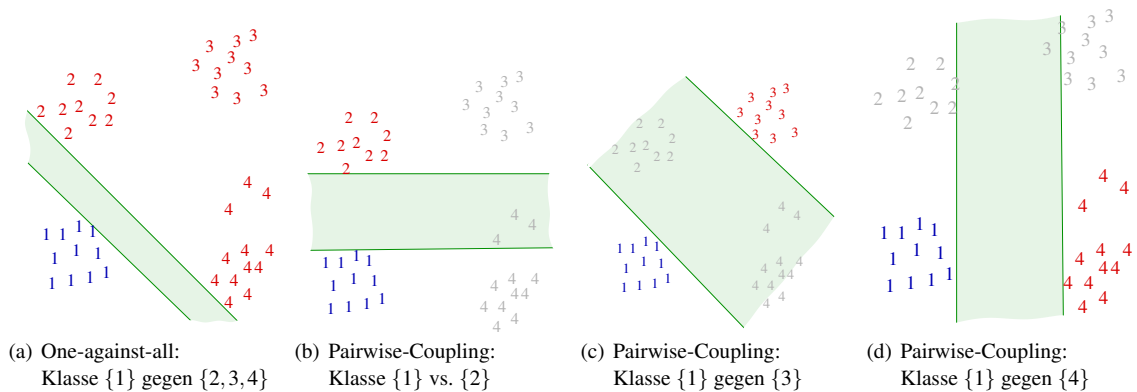 (a) One-against-all:
Klasse {1} gegen {2,3,4}
(b) Pairwise-Coupling:
Klasse {1} vs. {2}
(c) Pairwise-Coupling:
Klasse {1} gegen {3}
(d) Pairwise-Coupling:
Klasse {1} gegen {4}